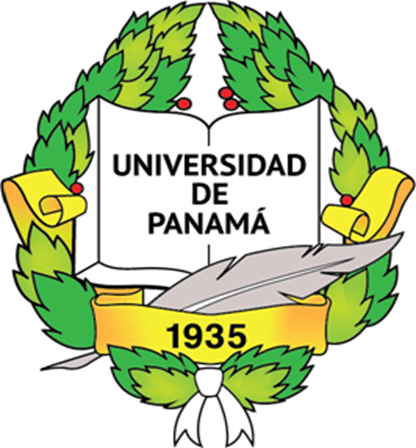 UNIVERSIDAD
DE
PANAMÁ
1935